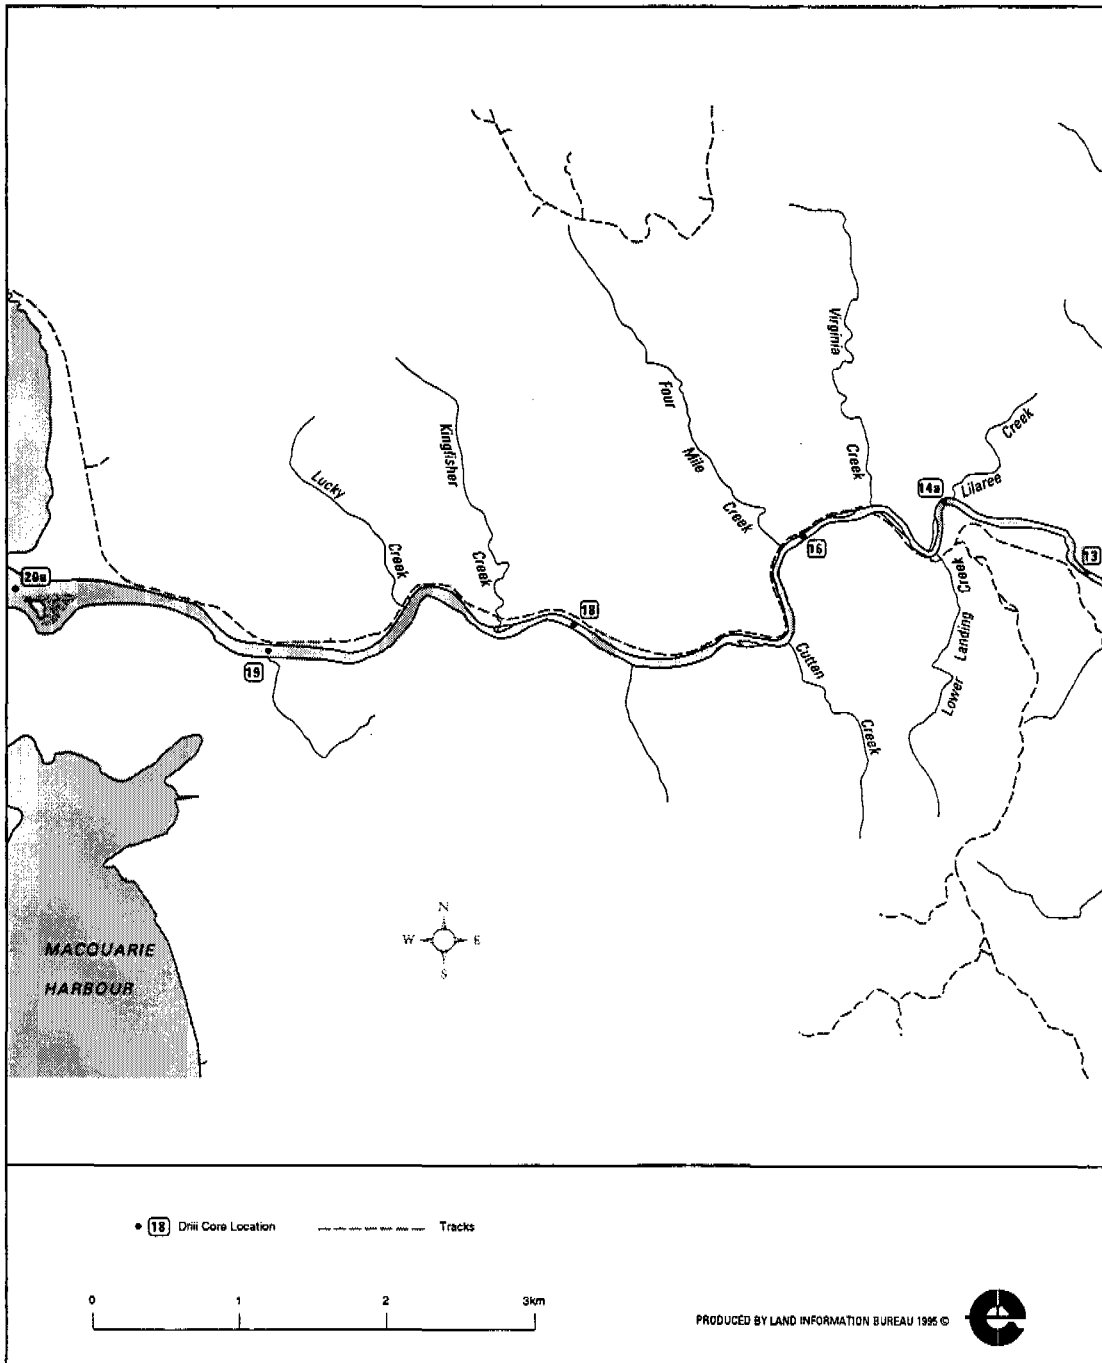 Virginia
Creek
Four
Mile
Creek
Creek
Lilaree
Kingfisher
Creek
Lucky
Creek
14a
16
13
20a
18
19
Cutten
Creek
Creek
Landing
Lower
N
W E
S
MACQUARIE
HARBOUR
18 Drill Core Location Tracks
0 1 2 3km
PRODUCED BY LAND INFORMATION BUREAU 1995 ©